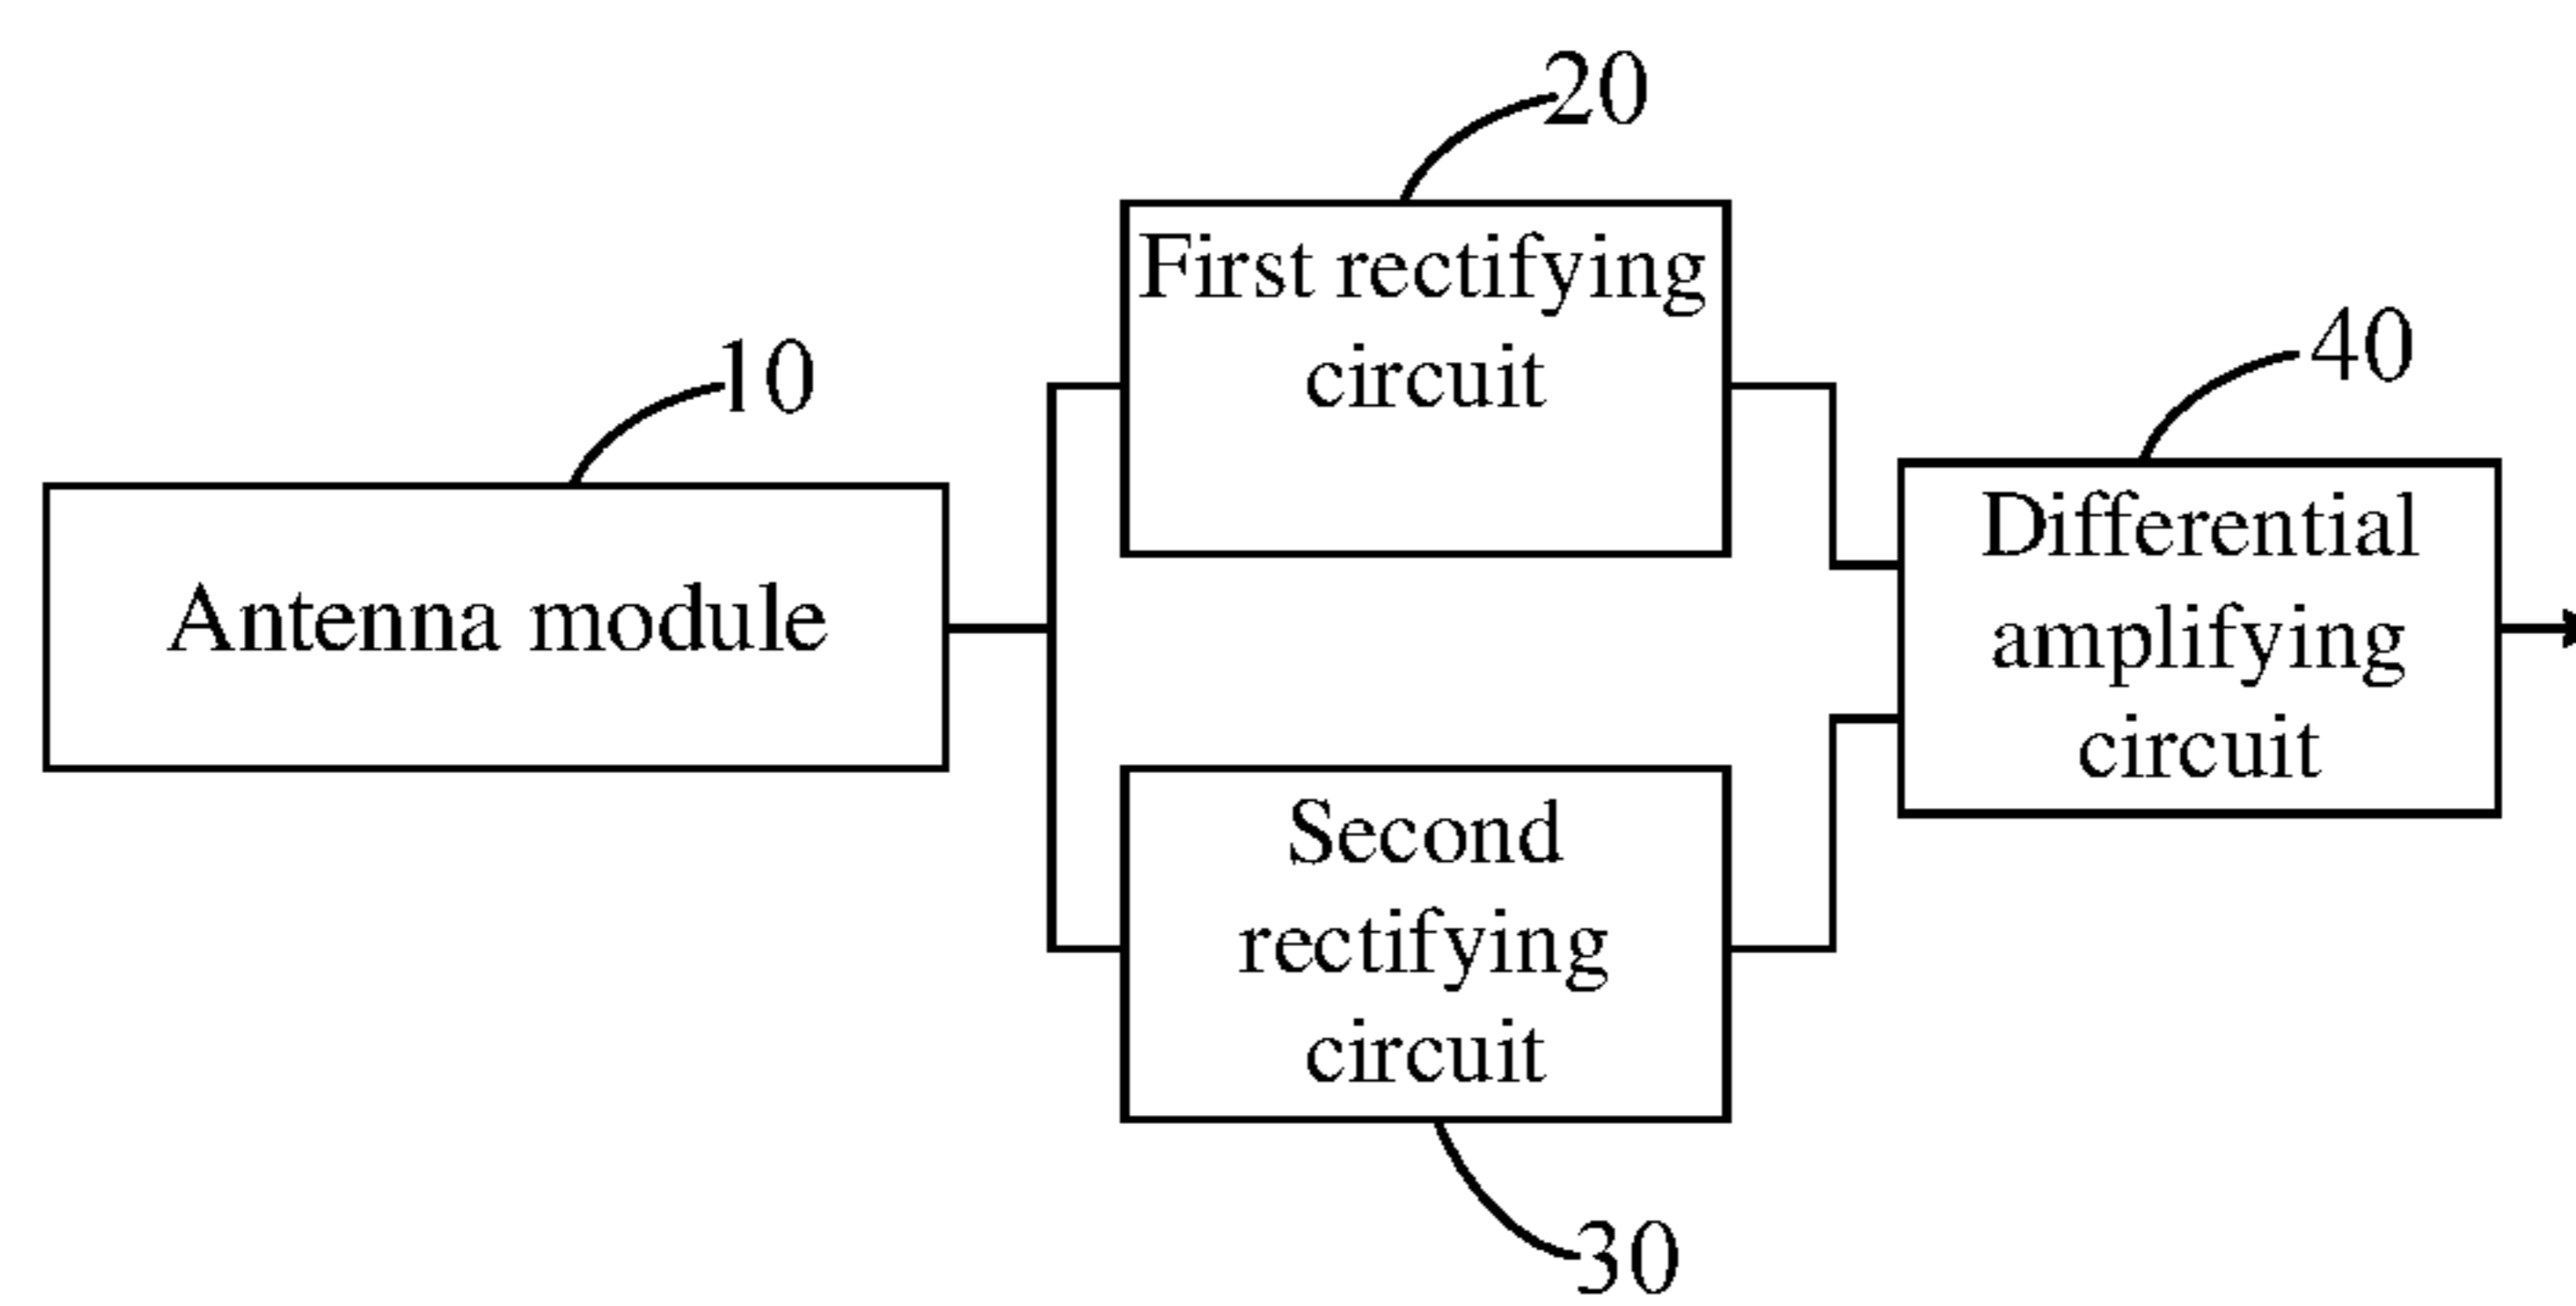 20
First rectifying
circuit
10
40
Antenna module
Differential
amplifying
circuit
Second
rectifying
circuit
30